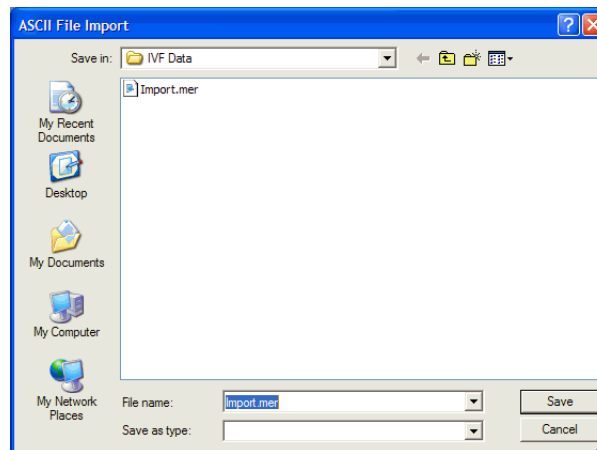 ASCII File Import
Save in:
IVF Data
Import.mer
My Recent
Documents
Desktop
My Documents
My Computer
My Network
Places
File name:
Import.mer
Save
Save as type:
Cancel